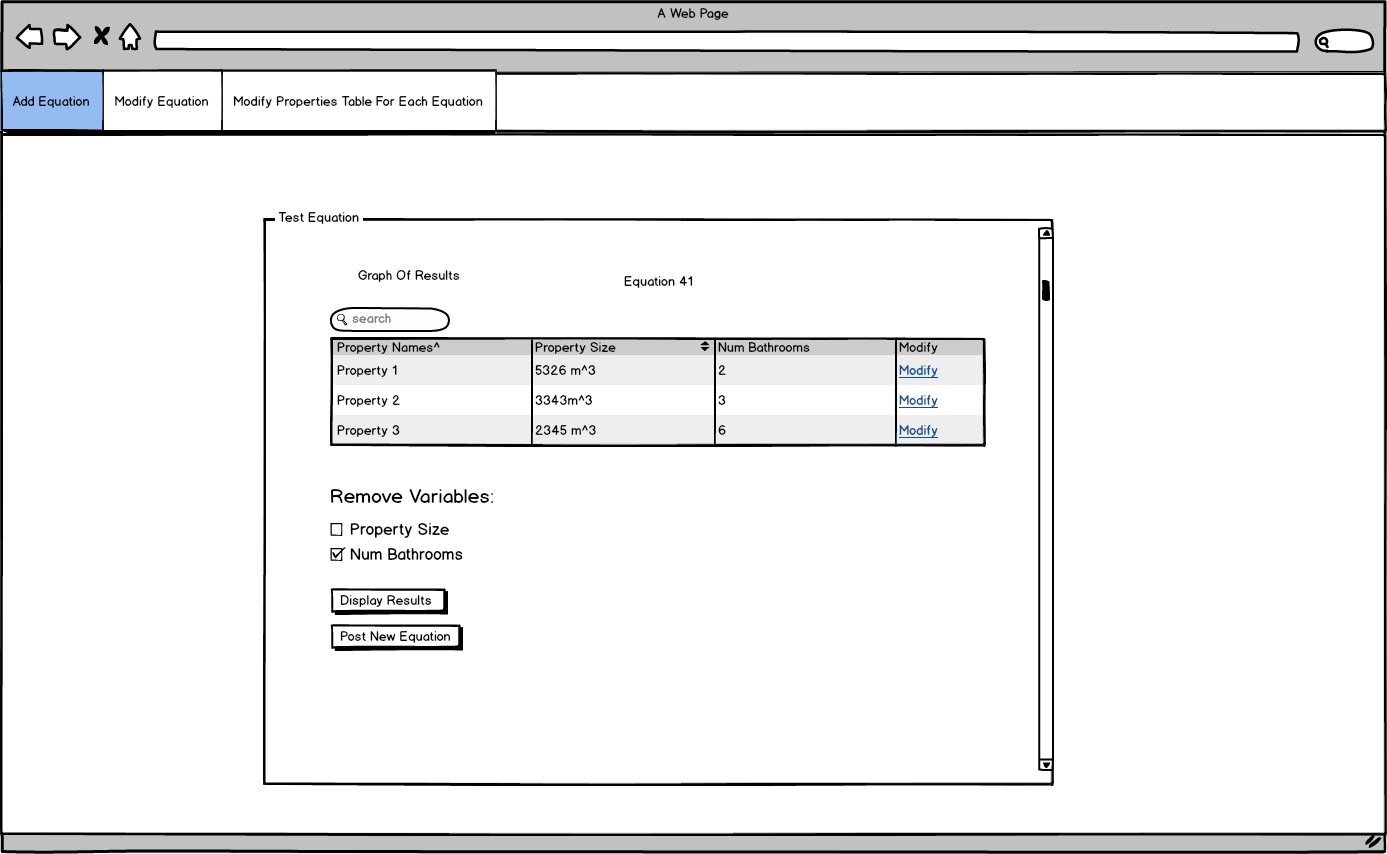 A Web Page
Add Equation Modify Equation Modify Properties Table For Each Equation
Test Equation
Graph Of Results Equation 41
search
Property Names^ Property Size Num Bathrooms Modify
Property 1 5326 m^3 2 Modify
Property 2 3343m^3 3 Modify
Property 3 2345 m^3 6 Modify
Remove Variables:
Property Size
Num Bathrooms
Display Results
Post New Equation